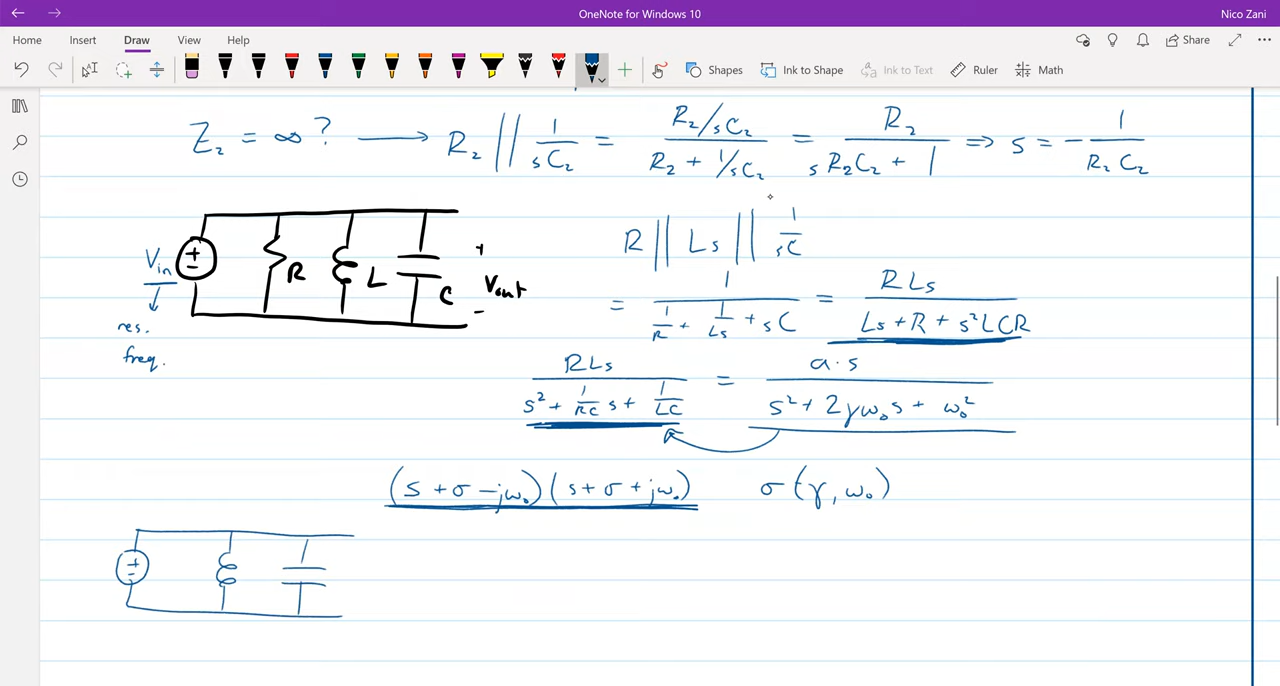 OneNote for Windows 10
Nico Zani
Home Insert Draw View Help
Share
Shapes Ink to Shape Ink to Text Ruler Math
Z₂ = ∞ ? ⟶ R₂ || 1/sC₂ = (R₂/sC₂)/(R₂ + 1/sC₂) = R₂/(s R₂C₂ + 1) ⇒ s = - 1/(R₂ C₂)
R || Ls || 1/sC
Vin
+
-
R
L
C
+
Vout
-
res.
freq.
= 1/(1/R + 1/Ls + sC) = R Ls/(Ls + R + s²LCR)
RLs/(s² + 1/RC s + 1/LC) = a·s/(s² + 2γω₀s + ω₀²)
(s + σ - jω₀)(s + σ + jω₀) σ(γ, ω₀)
+
-